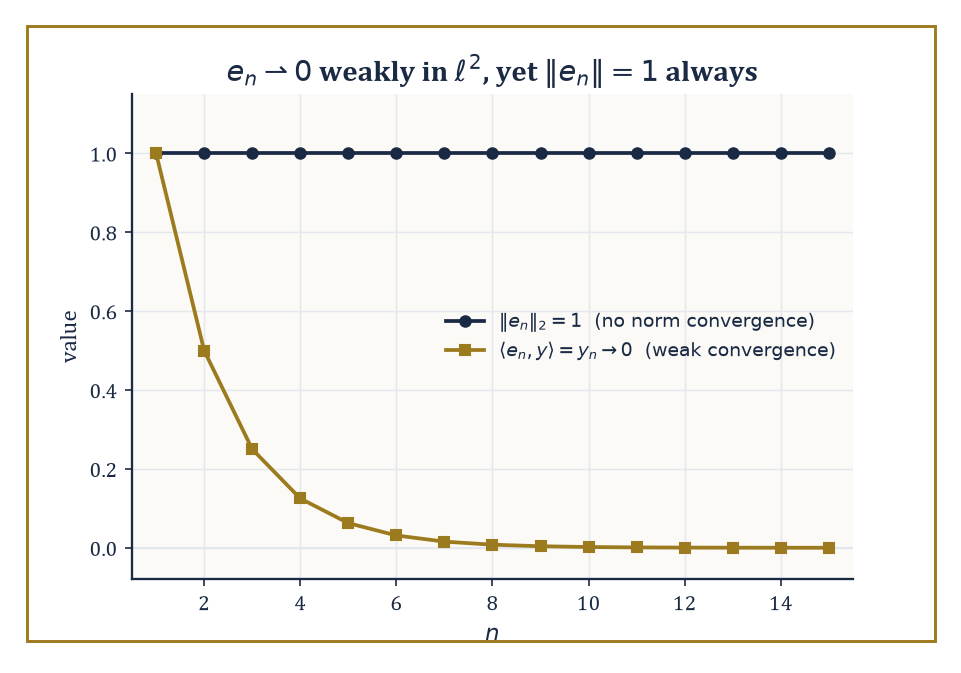 eₙ ⇀ 0 weakly in ℓ², yet ‖eₙ‖ = 1 always
value
1.0
0.8
0.6
0.4
0.2
0.0
‖eₙ‖₂ = 1 (no norm convergence)
⟨eₙ, y⟩ = yₙ → 0 (weak convergence)
2 4 6 8 10 12 14
n